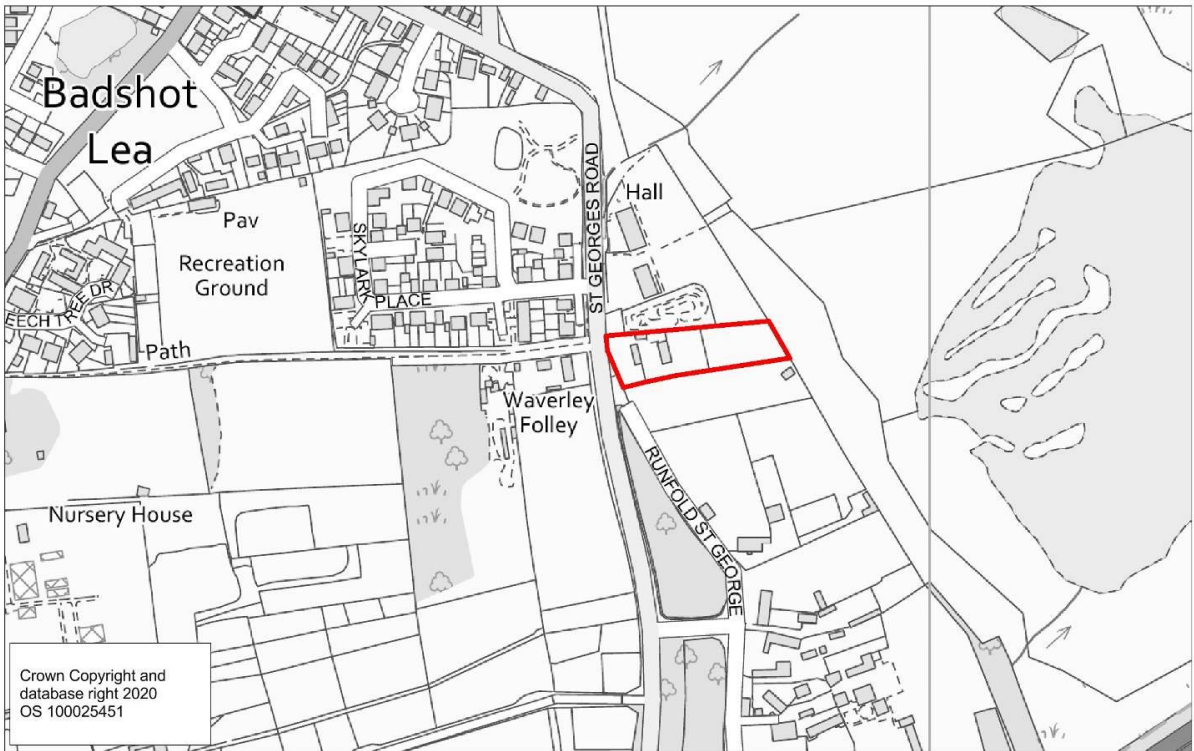 Badshot
Lea
ST GEORGES ROAD
Hall
Pav
SKYLARK
PLACE
Recreation
Ground
EECH TREE DR
Path
Waverley
Folley
RUNFOLD ST GEORGE
Nursery House
Crown Copyright and
database right 2020
OS 100025451